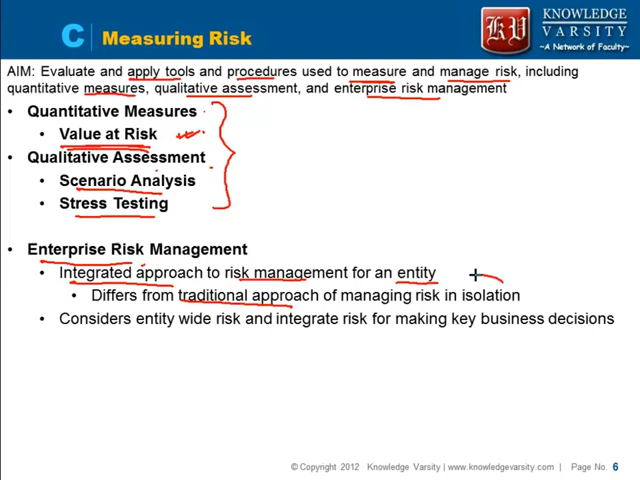 C Measuring Risk
KV KNOWLEDGE
VARSITY
~A Network of Faculty~
AIM: Evaluate and apply tools and procedures used to measure and manage risk, including
quantitative measures, qualitative assessment, and enterprise risk management
• Quantitative Measures
• Value at Risk
• Qualitative Assessment
• Scenario Analysis
• Stress Testing
• Enterprise Risk Management
• Integrated approach to risk management for an entity
• Differs from traditional approach of managing risk in isolation
• Considers entity wide risk and integrate risk for making key business decisions
© Copyright 2012 Knowledge Varsity | www.knowledgevarsity.com | Page No. 6